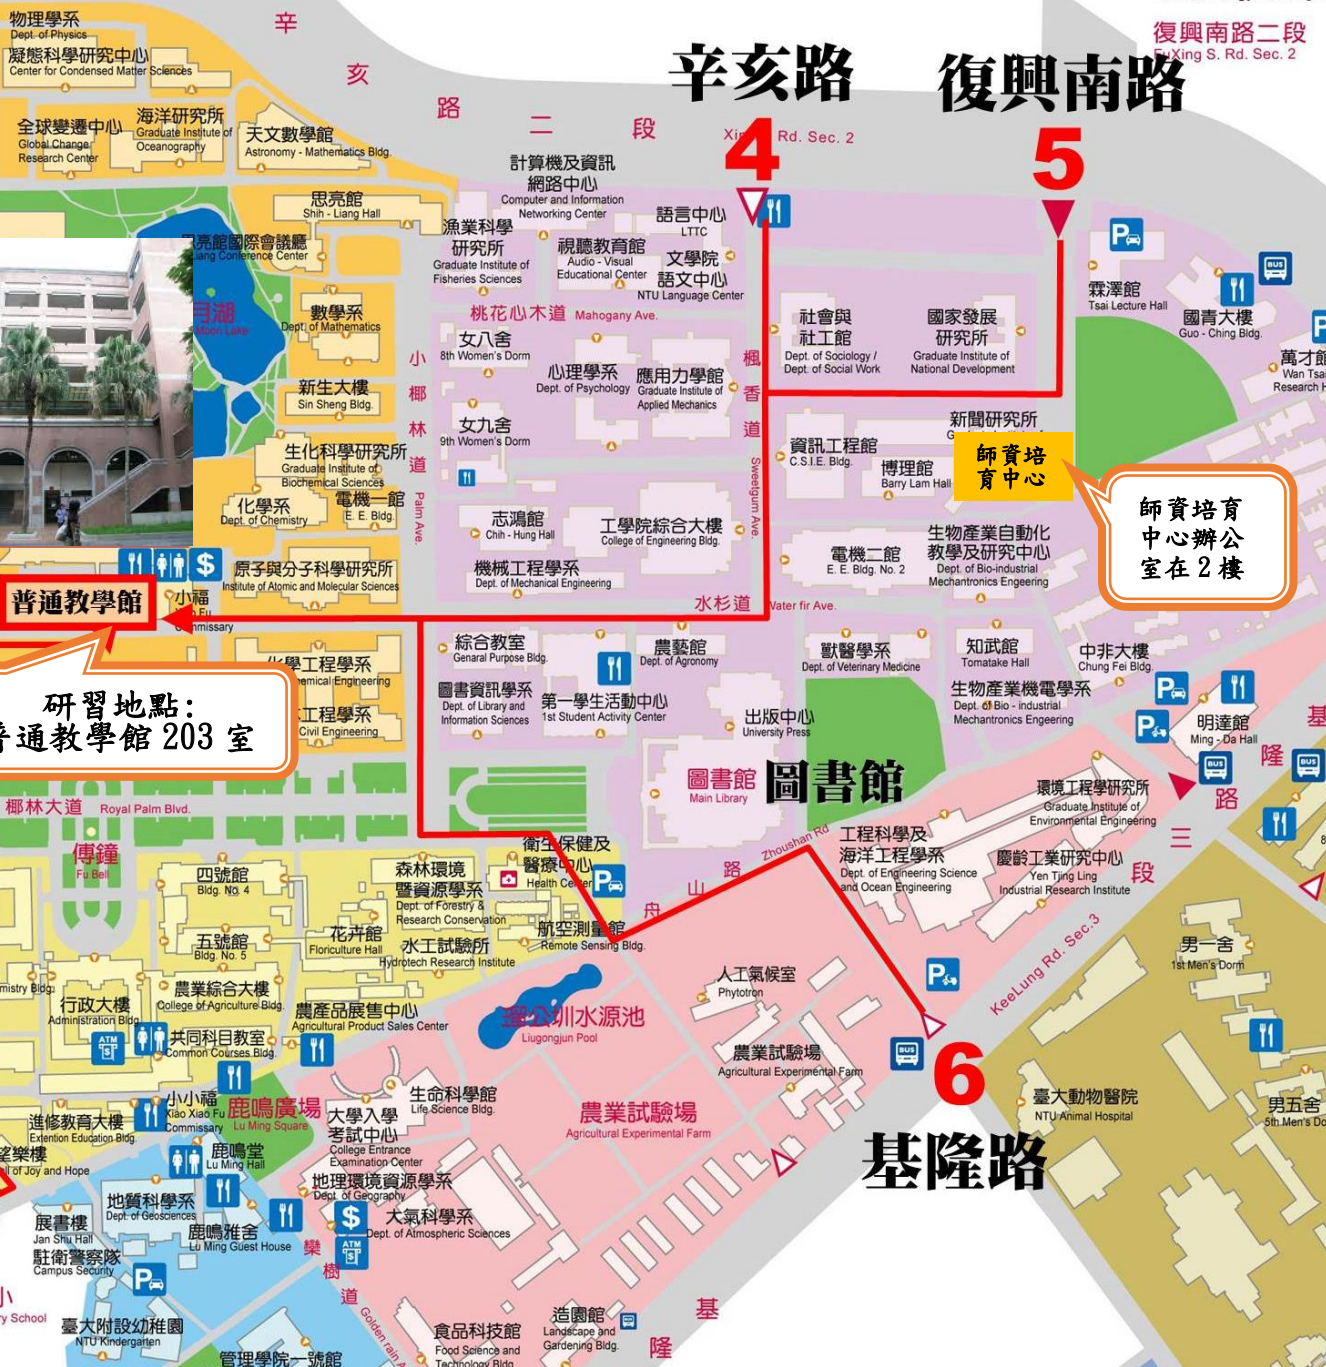 物理學系
Dept. of Physics
凝態科學研究中心
Center for Condensed Matter Sciences
全球變遷中心
Global Change
Research Center
海洋研究所
Graduate Institute of
Oceanography
天文數學館
Astronomy - Mathematics Bldg.
辛
亥
路
二
段
Rd. Sec. 2
辛亥路
4
復興南路
5
復興南路二段
FuXing S. Rd. Sec. 2
思亮館
Shih - Liang Hall
思亮館國際會議廳
Liang Conference Center
月湖
Moon Lake
數學系
Dept. of Mathematics
新生大樓
Sin Sheng Bldg.
生化科學研究所
Graduate Institute of
Biochemical Sciences
化學系
Dept. of Chemistry
電機一館
E. E. Bldg.
原子與分子科學研究所
Institute of Atomic and Molecular Sciences
普通教學館
小福
Commissary
研習地點:
普通教學館 203 室
化學工程學系
Chemical Engineering
工程學系
Civil Engineering
計算機及資訊
網路中心
Computer and Information
Networking Center
漁業科學
研究所
Graduate Institute of
Fisheries Sciences
視聽教育館
Audio - Visual
Educational Center
語言中心
LTTC
文學院
語文中心
NTU Language Center
桃花心木道 Mahogany Ave.
女八舍
8th Women's Dorm
女九舍
9th Women's Dorm
心理學系
Dept. of Psychology
應用力學館
Graduate Institute of
Applied Mechanics
小
椰
林
道
Palm Ave.
楓
香
道
Sweetgum Ave.
志鴻館
Chih - Hung Hall
工學院綜合大樓
College of Engineering Bldg.
機械工程學系
Dept. of Mechanical Engineering
水杉道 Water fir Ave.
社會與
社工館
Dept. of Sociology /
Dept. of Social Work
國家發展
研究所
Graduate Institute of
National Development
霖澤館
Tsai Lecture Hall
國青大樓
Guo - Ching Bldg.
BUS
萬才館
Wan Tsai
Research H
新聞研究所
資訊工程館
C.S.I.E. Bldg.
博理館
Barry Lam Hall
師資培
育中心
師資培育
中心辦公
室在2樓
電機二館
E. E. Bldg. No. 2
生物產業自動化
教學及研究中心
Dept. of Bio-industrial
Mechantronics Engeering
綜合教室
Genaral Purpose Bldg.
農藝館
Dept. of Agronomy
獸醫學系
Dept. of Veterinary Medicine
知武館
Tomatake Hall
中非大樓
Chung Fei Bldg.
圖書資訊學系
Dept. of Library and
Information Sciences
第一學生活動中心
1st Student Activity Center
出版中心
University Press
生物產業機電學系
Dept. of Bio - industrial
Mechantronics Engeering
明達館
Ming - Da Hall
圖書館
Main Library
圖書館
基
隆
路
三
段
BUS
BUS
KeeLung Rd. Sec.3
椰林大道 Royal Palm Blvd.
傅鐘
Fu Bell
四號館
Bldg. No. 4
五號館
Bldg. No. 5
森林環境
暨資源學系
Dept. of Forestry &
Research Conservation
衛生保健及
醫療中心
Health Center
花卉館
Floriculture Hall
水工試驗所
Hydrotech Research Institute
航空測量館
Remote Sensing Bldg.
舟
山
路
Zhoushan Rd
工程科學及
海洋工程學系
Dept. of Engineering Science
and Ocean Engineering
環境工程學研究所
Graduate Institute of
Environmental Engineering
慶齡工業研究中心
Yen Tjing Ling
Industrial Research Institute
行政大樓
Administration Bldg.
農業綜合大樓
College of Agriculture Bldg.
共同科目教室
Common Courses Bldg.
ATM
農產品展售中心
Agricultural Product Sales Center
瑠公圳水源池
Liugongjun Pool
人工氣候室
Phytotron
農業試驗場
Agricultural Experimental Farm
BUS
6
基隆路
男一舍
1st Men's Dorm
臺大動物醫院
NTU Animal Hospital
男五舍
5th Men's Do
進修教育大樓
Extention Education Bldg.
小小福
Xiao Xiao Fu
Commissary
鹿鳴廣場
Lu Ming Square
鹿鳴堂
Lu Ming Hall
望樂樓
of Joy and Hope
大學入學
考試中心
College Entrance
Examination Center
生命科學館
Life Science Bldg.
農業試驗場
Agricultural Experimental Farm
地理環境資源學系
Dept. of Geography
大氣科學系
Dept. of Atmospheric Sciences
ATM
地質科學系
Dept. of Geosciences
鹿鳴雅舍
Lu Ming Guest House
展書樓
Jan Shu Hall
駐衛警察隊
Campus Security
小
ry School
臺大附設幼稚園
NTU Kindergarten
管理學院一號館
欒
樹
道
Golden rain A
食品科技館
Food Science and
Technology Bldg.
造園館
Landscape and
Gardening Bldg.
基
隆